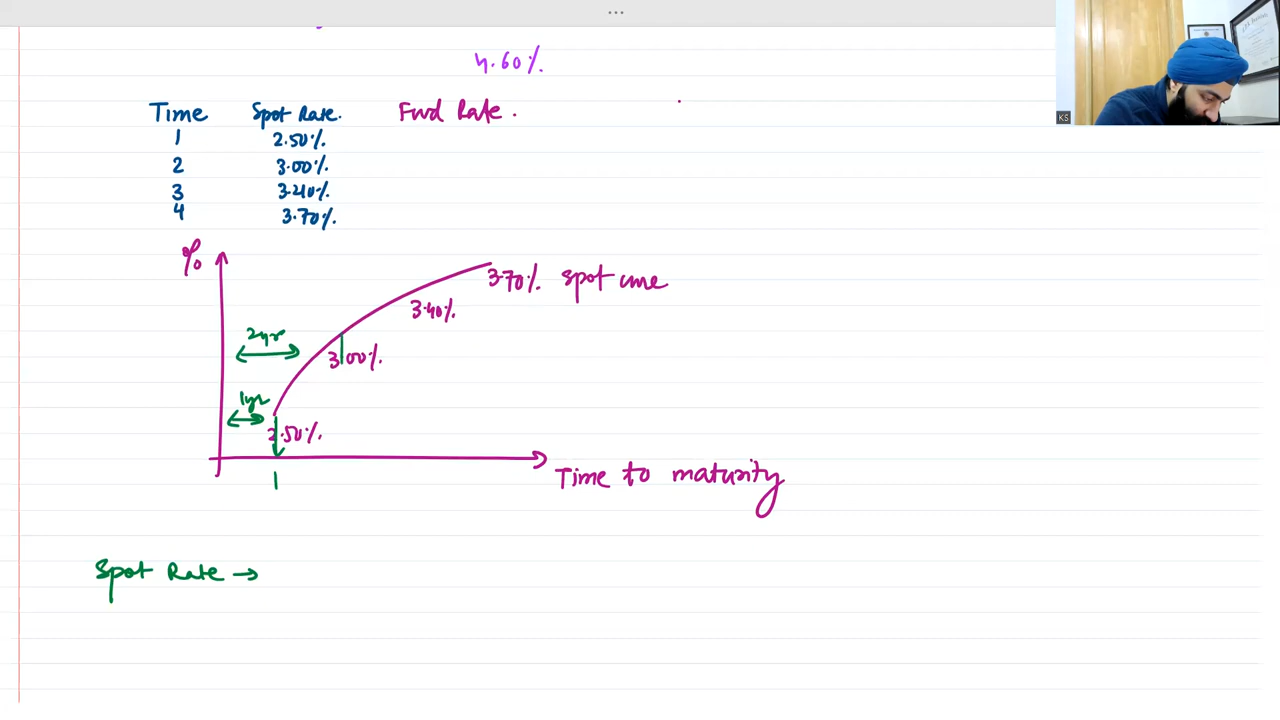 4.60%
Time Spot Rate. Fwd Rate.
1 2.50%
2 3.00%
3 3.40%
4 3.70%
%
3.70% Spot curve
3.40%
2yr
3.00%
1yr
2.50%
1
Time to maturity
Spot Rate →
KS